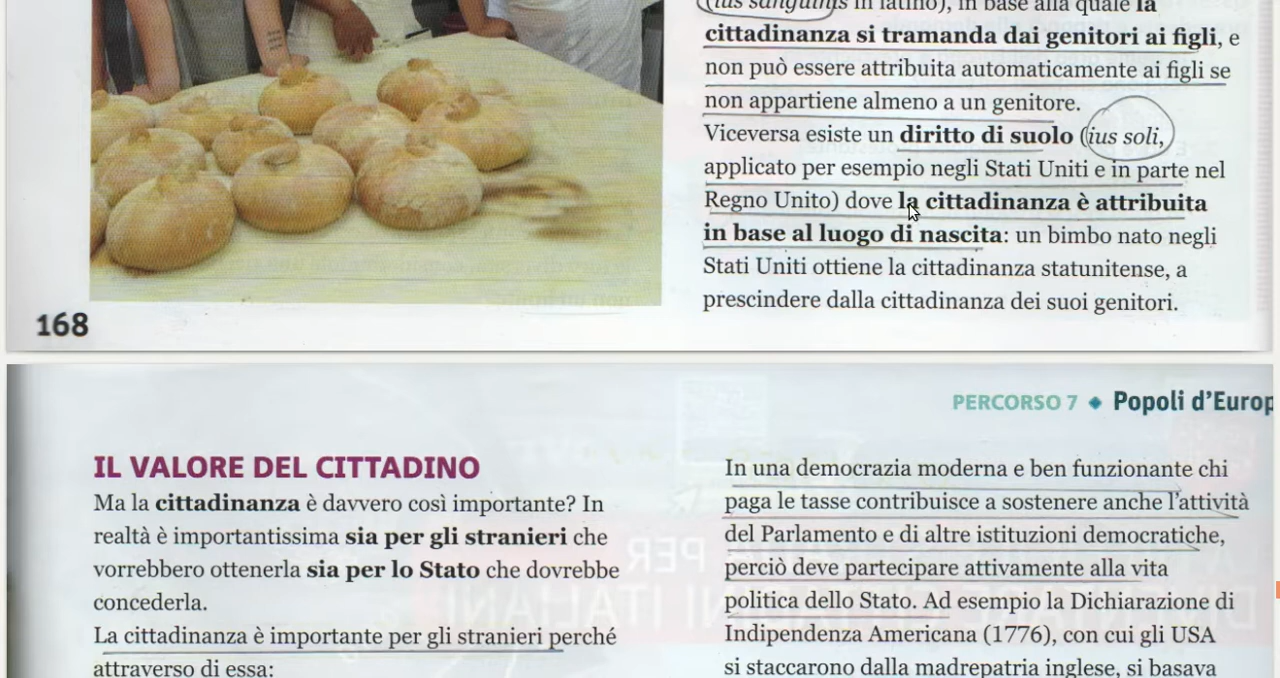 (ius sanguinis in latino), in base alla quale la
cittadinanza si tramanda dai genitori ai figli, e
non può essere attribuita automaticamente ai figli se
non appartiene almeno a un genitore.
Viceversa esiste un diritto di suolo (ius soli,
applicato per esempio negli Stati Uniti e in parte nel
Regno Unito) dove la cittadinanza è attribuita
in base al luogo di nascita: un bimbo nato negli
Stati Uniti ottiene la cittadinanza statunitense, a
prescindere dalla cittadinanza dei suoi genitori.
168
PERCORSO 7 ◆ Popoli d'Europ
IL VALORE DEL CITTADINO
Ma la cittadinanza è davvero così importante? In
realtà è importantissima sia per gli stranieri che
vorrebbero ottenerla sia per lo Stato che dovrebbe
concederla.
La cittadinanza è importante per gli stranieri perché
attraverso di essa:
In una democrazia moderna e ben funzionante chi
paga le tasse contribuisce a sostenere anche l'attività
del Parlamento e di altre istituzioni democratiche,
perciò deve partecipare attivamente alla vita
politica dello Stato. Ad esempio la Dichiarazione di
Indipendenza Americana (1776), con cui gli USA
si staccarono dalla madrepatria inglese, si basava